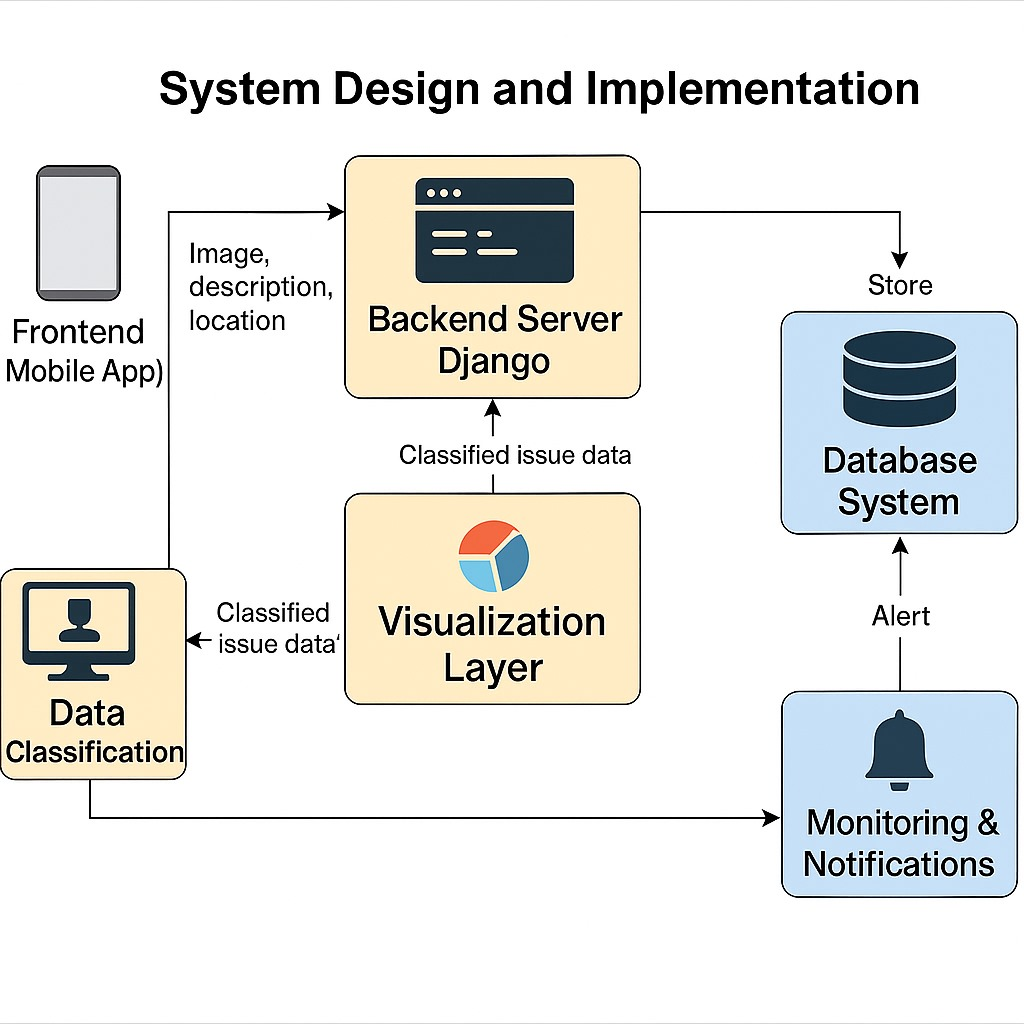 System Design and Implementation
Frontend
Mobile App)
Image,
description,
location
Backend Server
Django
Store
Database
System
Classified issue data
Visualization
Layer
Classified
issue data'
Data
Classification
Alert
Monitoring &
Notifications